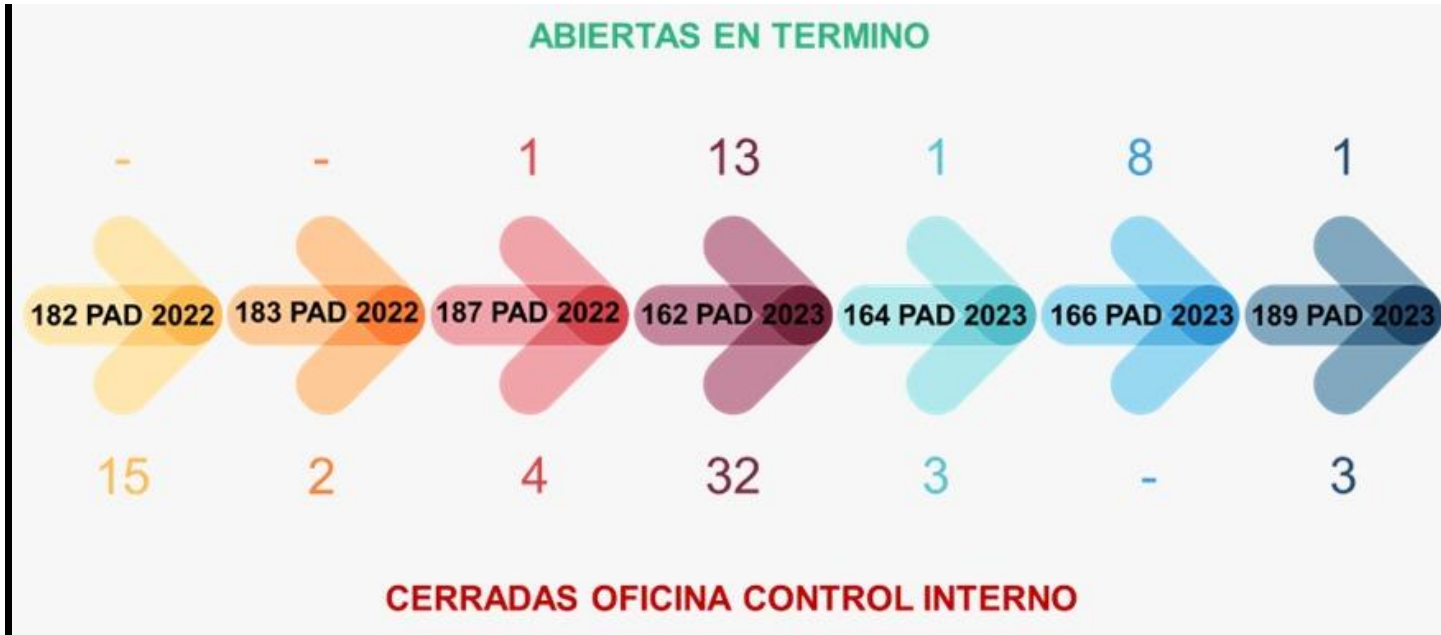 ABIERTAS EN TERMINO
- - 1 13 1 8 1
182 PAD 2022 183 PAD 2022 187 PAD 2022 162 PAD 2023 164 PAD 2023 166 PAD 2023 189 PAD 2023
15 2 4 32 3 - 3
CERRADAS OFICINA CONTROL INTERNO